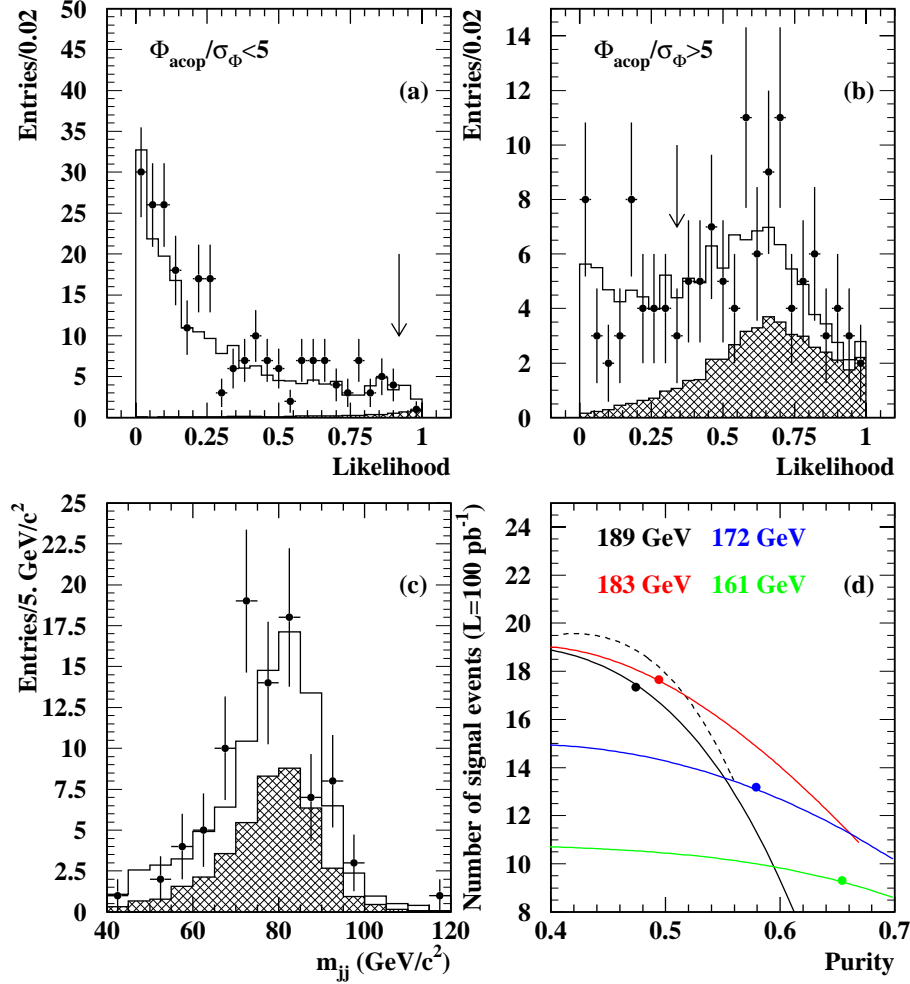 Entries/0.02
Φacop/σΦ<5
(a)
50
45
40
35
30
25
20
15
10
5
0
0 0.25 0.5 0.75 1
Likelihood
Entries/0.02
Φacop/σΦ>5
(b)
14
12
10
8
6
4
2
0
0 0.25 0.5 0.75 1
Likelihood
Entries/5. GeV/c²
(c)
25
22.5
20
17.5
15
12.5
10
7.5
5
2.5
0
40 60 80 100 120
mjj (GeV/c²)
Number of signal events (L=100 pb⁻¹)
189 GeV 172 GeV
183 GeV 161 GeV
(d)
24
22
20
18
16
14
12
10
8
0.4 0.5 0.6 0.7
Purity